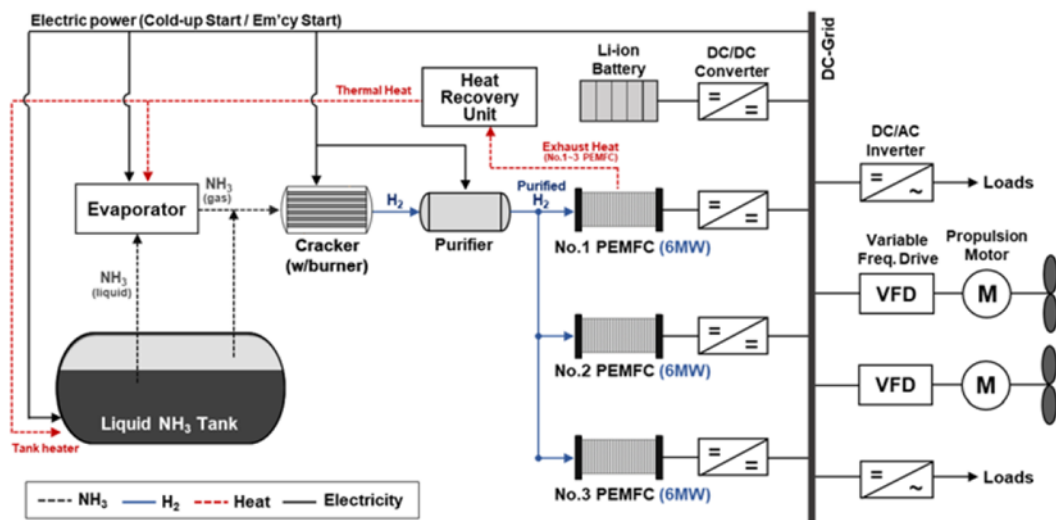 Electric power (Cold-up Start / Em'cy Start)
DC-Grid
Li-ion
Battery
DC/DC
Converter
Heat
Recovery
Unit
Thermal Heat
Exhaust Heat
(No.1~3 PEMFC)
DC/AC
Inverter
Loads
NH3
(gas)
Evaporator
H2
Purified
H2
Cracker
(w/burner)
Purifier
No.1 PEMFC (6MW)
Variable
Freq. Drive
Propulsion
Motor
VFD
M
NH3
(liquid)
No.2 PEMFC (6MW)
VFD
M
Liquid NH3 Tank
Tank heater
No.3 PEMFC (6MW)
Loads
NH3
H2
Heat
Electricity